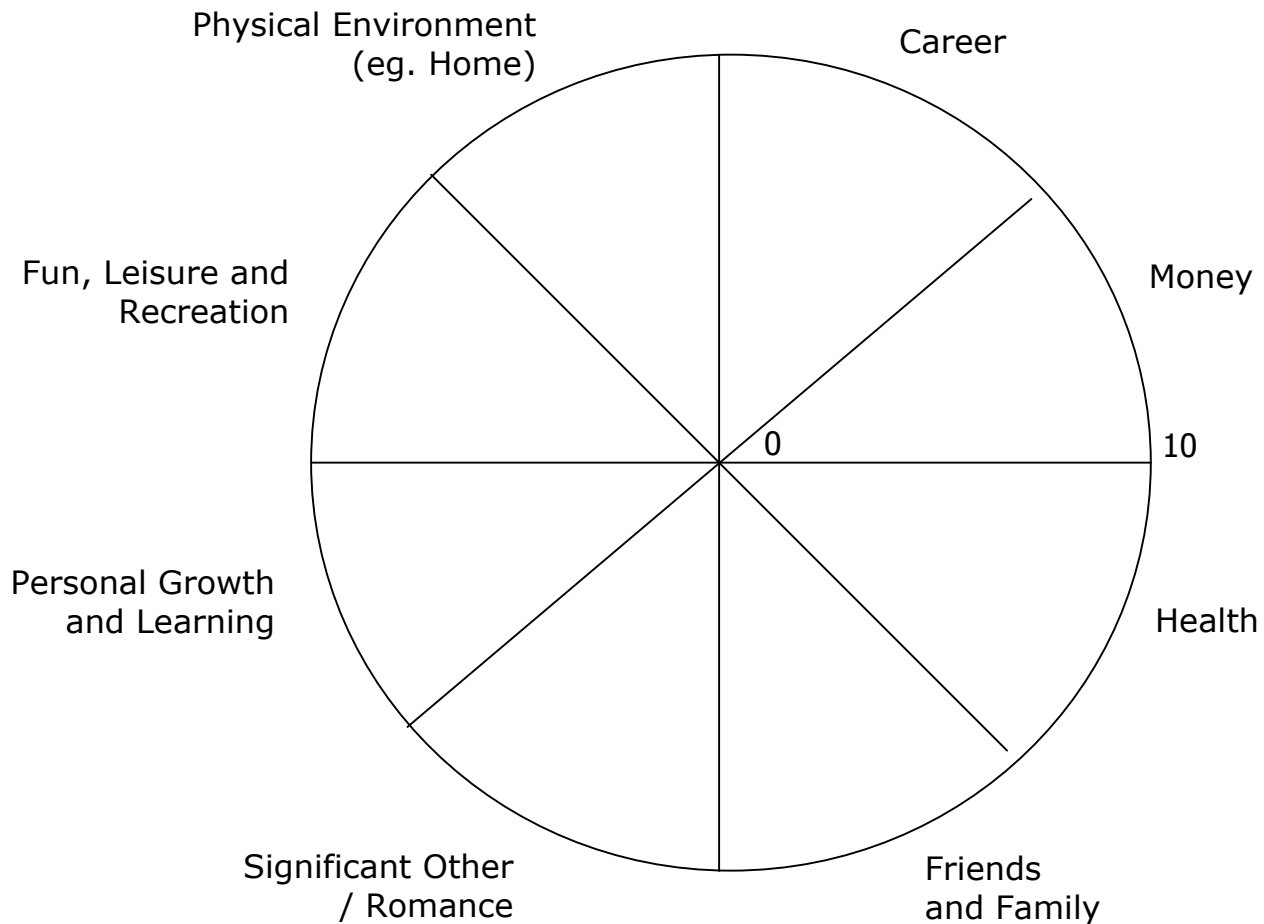 Physical Environment
(eg. Home)
Career
Fun, Leisure and
Recreation
Money
0
10
Personal Growth
and Learning
Health
Significant Other
/ Romance
Friends
and Family